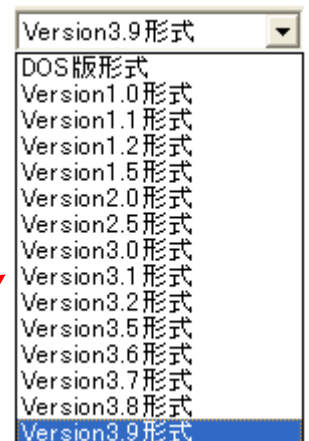 Version3.9形式
DOS版形式
Version1.0形式
Version1.1形式
Version1.2形式
Version1.5形式
Version2.0形式
Version2.5形式
Version3.0形式
Version3.1形式
Version3.2形式
Version3.5形式
Version3.6形式
Version3.7形式
Version3.8形式
Version3.9形式